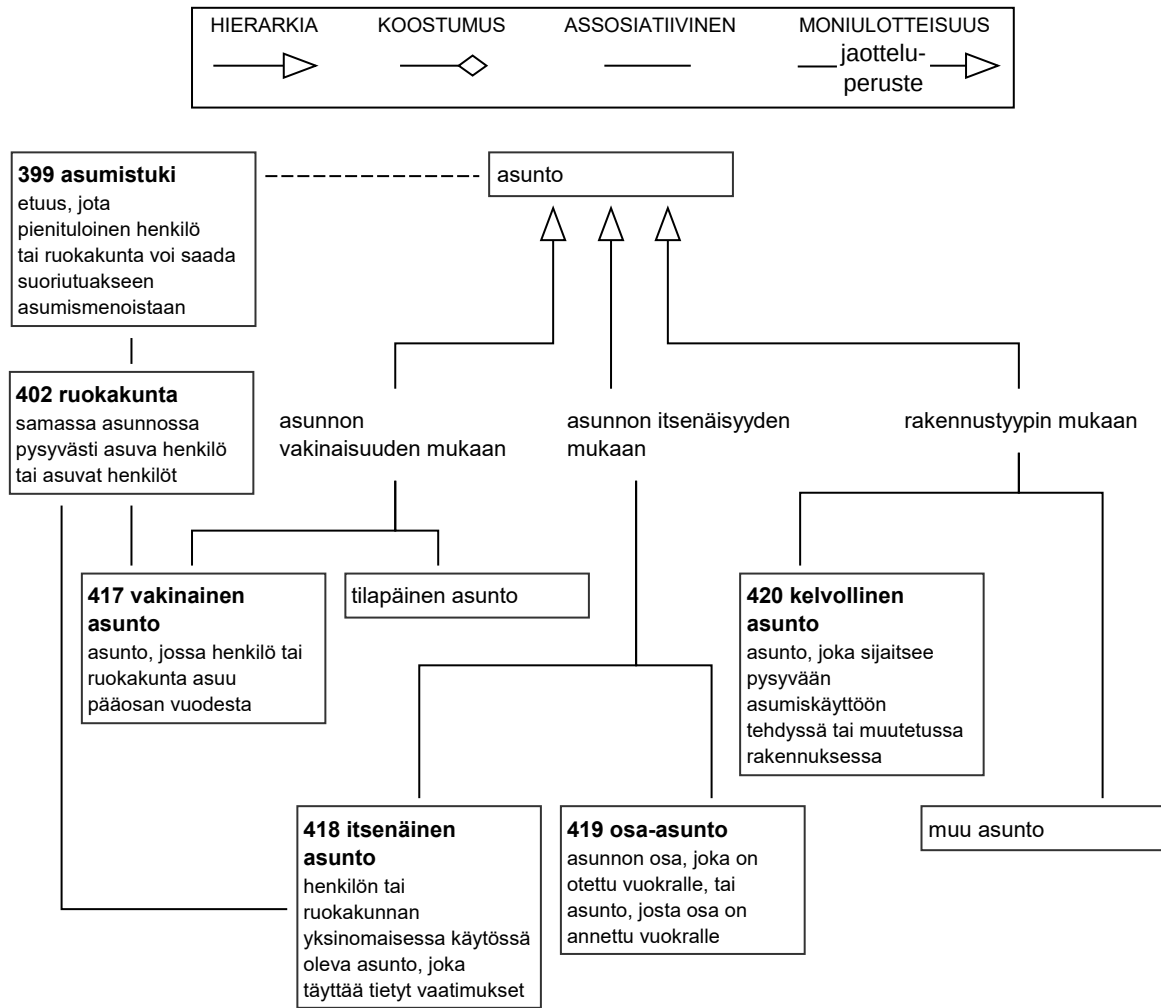 HIERARKIA
KOOSTUMUS
ASSOSIATIIVINEN
MONIULOTTEISUUS
jaottelu-
peruste
399 asumistuki
etuus, jota
pienituloinen henkilö
tai ruokakunta voi saada
suoriutuakseen
asumismenoistaan
asunto
402 ruokakunta
samassa asunnossa
pysyvästi asuva henkilö
tai asuvat henkilöt
asunnon
vakinaisuuden mukaan
asunnon itsenäisyyden
mukaan
rakennustyypin mukaan
417 vakinainen
asunto
asunto, jossa henkilö tai
ruokakunta asuu
pääosan vuodesta
tilapäinen asunto
420 kelvollinen
asunto
asunto, joka sijaitsee
pysyvään
asumiskäyttöön
tehdyssä tai muutetussa
rakennuksessa
418 itsenäinen
asunto
henkilön tai
ruokakunnan
yksinomaisessa käytössä
oleva asunto, joka
täyttää tietyt vaatimukset
419 osa-asunto
asunnon osa, joka on
otettu vuokralle, tai
asunto, josta osa on
annettu vuokralle
muu asunto